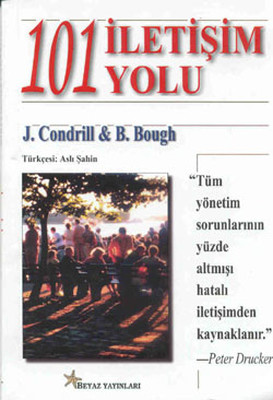 101 İLETİŞİM
YOLU
J. Condrill & B. Bough
Türkçesi: Aslı Şahin
“Tüm
yönetim
sorunlarının
yüzde
altmışı
hatalı
iletişimden
kaynaklanır.”
—Peter Drucker
BEYAZ YAYINLARI